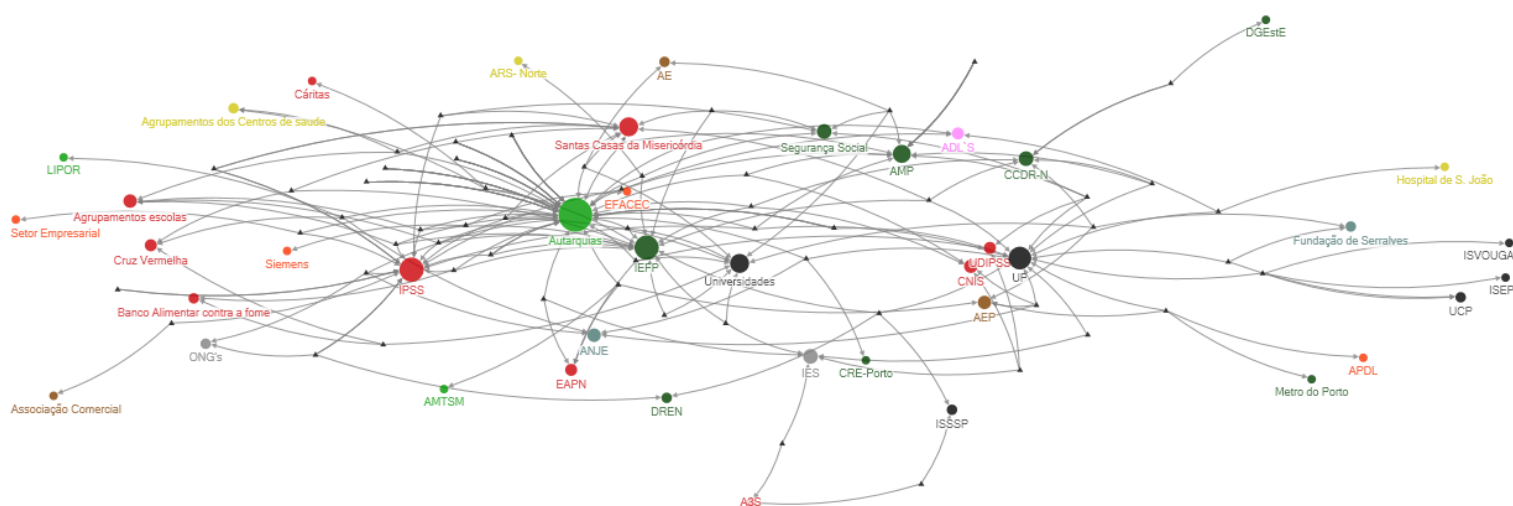 DGEstE
ARS- Norte
AE
Cáritas
Agrupamentos dos Centros de saude
Santas Casas da Misericórdia
Segurança Social
ADL`S
LIPOR
AMP
CCDR-N
Hospital de S. João
EFACEC
Agrupamentos escolas
Setor Empresarial
Autarquias
Fundação de Serralves
Cruz Vermelha
Siemens
IEFP
UDIPSS
ISVOUGA
IPSS
Universidades
CNIS
UP
ISEP
Banco Alimentar contra a fome
AEP
UCP
ONG's
ANJE
IES
CRE-Porto
APDL
EAPN
Metro do Porto
Associação Comercial
AMTSM
DREN
ISSSP
A3S